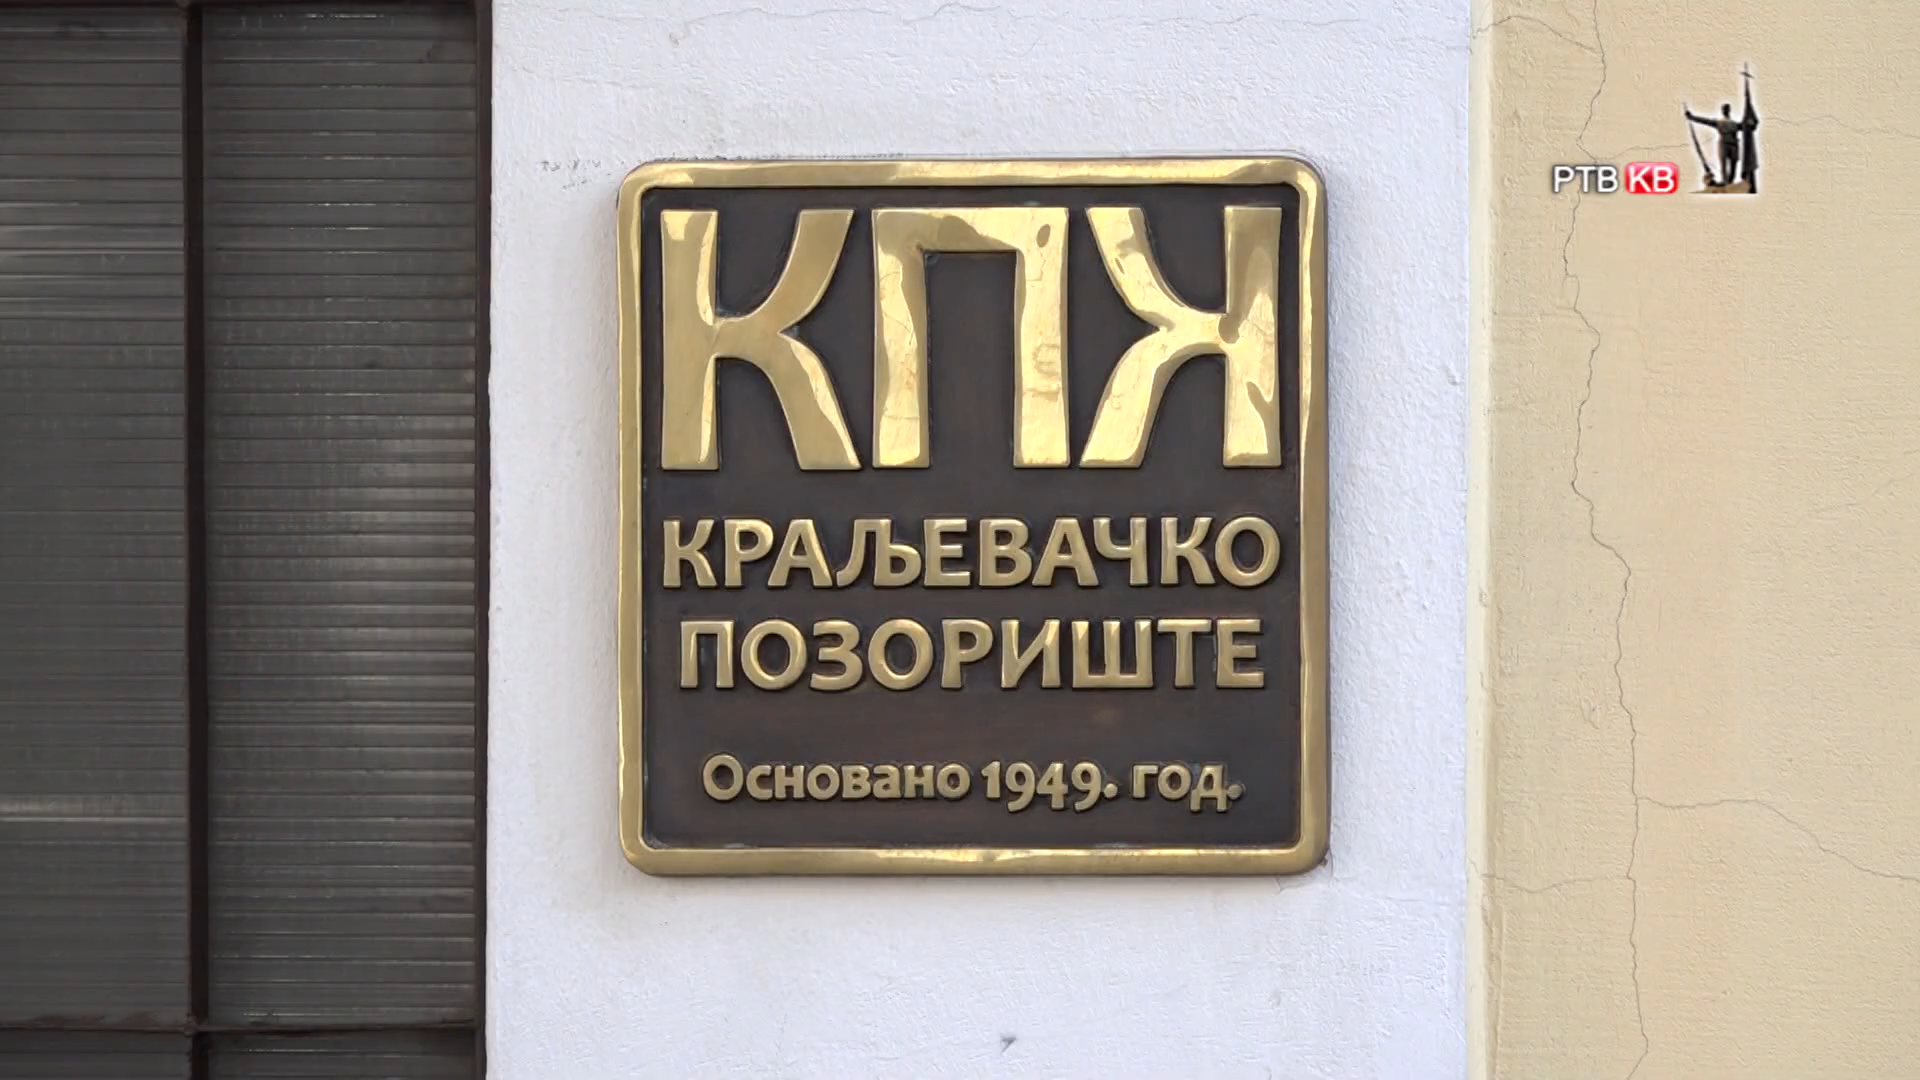 РТВ КВ
КПК
КРАЉЕВАЧКО
ПОЗОРИШТЕ
Основано 1949. год.